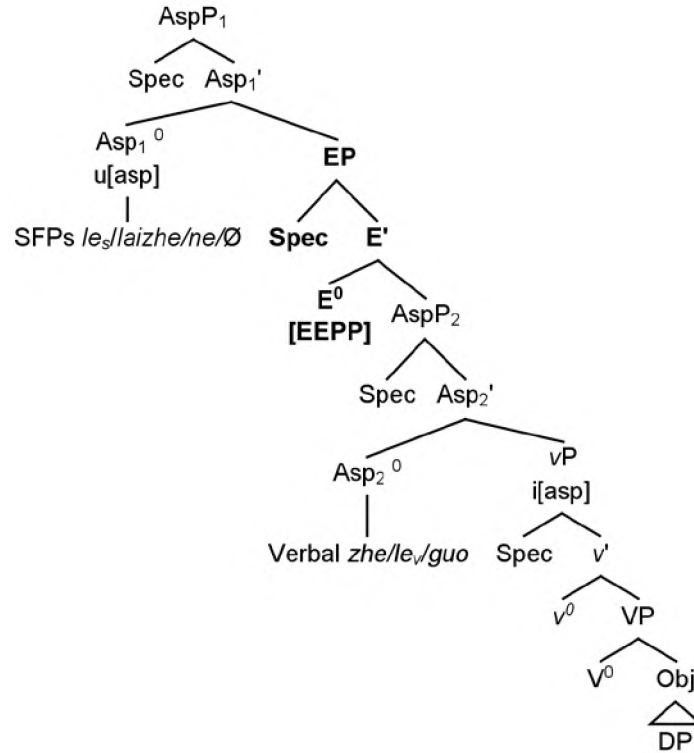 AspP₁
Spec Asp₁'
Asp₁ ⁰ EP
u[asp]
SFPs leₛ/laizhe/ne/Ø Spec E'
E⁰ AspP₂
[EEPP]
Spec Asp₂'
Asp₂ ⁰ vP
i[asp]
Verbal zhe/leᵥ/guo Spec v'
v⁰ VP
V⁰ Obj
DP